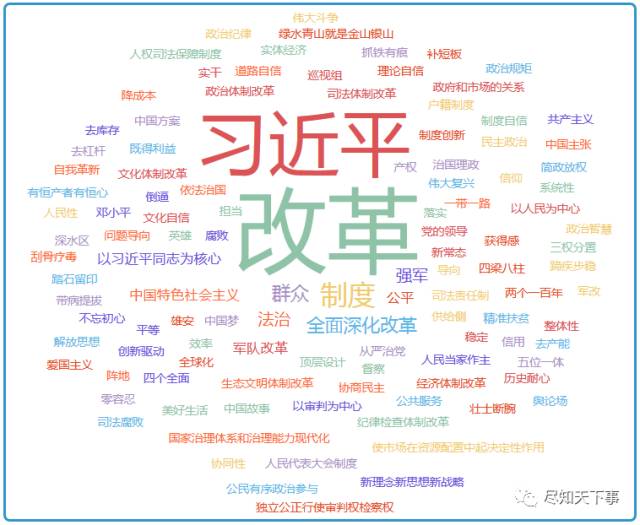 伟大斗争
政治纪律 绿水青山就是金山银山
人权司法保障制度 实体经济 抓铁有痕 补短板
实干 道路自信 巡视组 理论自信 政治规矩
降成本 政治体制改革 司法体制改革 政府和市场的关系
户籍制度
去库存 中国方案 习近平 制度自信 共产主义
制度创新
去杠杆 既得利益 民主政治 中国主张
自我革新 文化体制改革 产权 治国理政 简政放权
有恒产者有恒心 倒逼 依法治国 改革 伟大复兴 信仰 系统性
人民性 邓小平 文化自信 担当 落实 一带一路 以人民为中心
深水区 问题导向 英雄 腐败 党的领导 获得感 政治智慧
三权分置
刮骨疗毒 以习近平同志为核心 新常态
踏石留印 强军 导向 四梁八柱 蹄疾步稳
带病提拔 中国特色社会主义 群众 制度 公平 司法责任制 两个一百年 军改
不忘初心 雄安 中国梦 法治 全面深化改革 供给侧 精准扶贫
解放思想 平等 稳定 整体性
创新驱动 效率 军队改革 从严治党 信用 去产能
爱国主义 全球化 顶层设计 督察 人民当家作主 五位一体
阵地 四个全面 生态文明体制改革 协商民主 经济体制改革 历史耐心
零容忍 美好生活 中国故事 以审判为中心 公共服务 壮士断腕 舆论场
司法腐败 纪律检查体制改革
国家治理体系和治理能力现代化 使市场在资源配置中起决定性作用
协同性 人民代表大会制度
公民有序政治参与 新理念新思想新战略
独立公正行使审判权检察权
尽知天下事